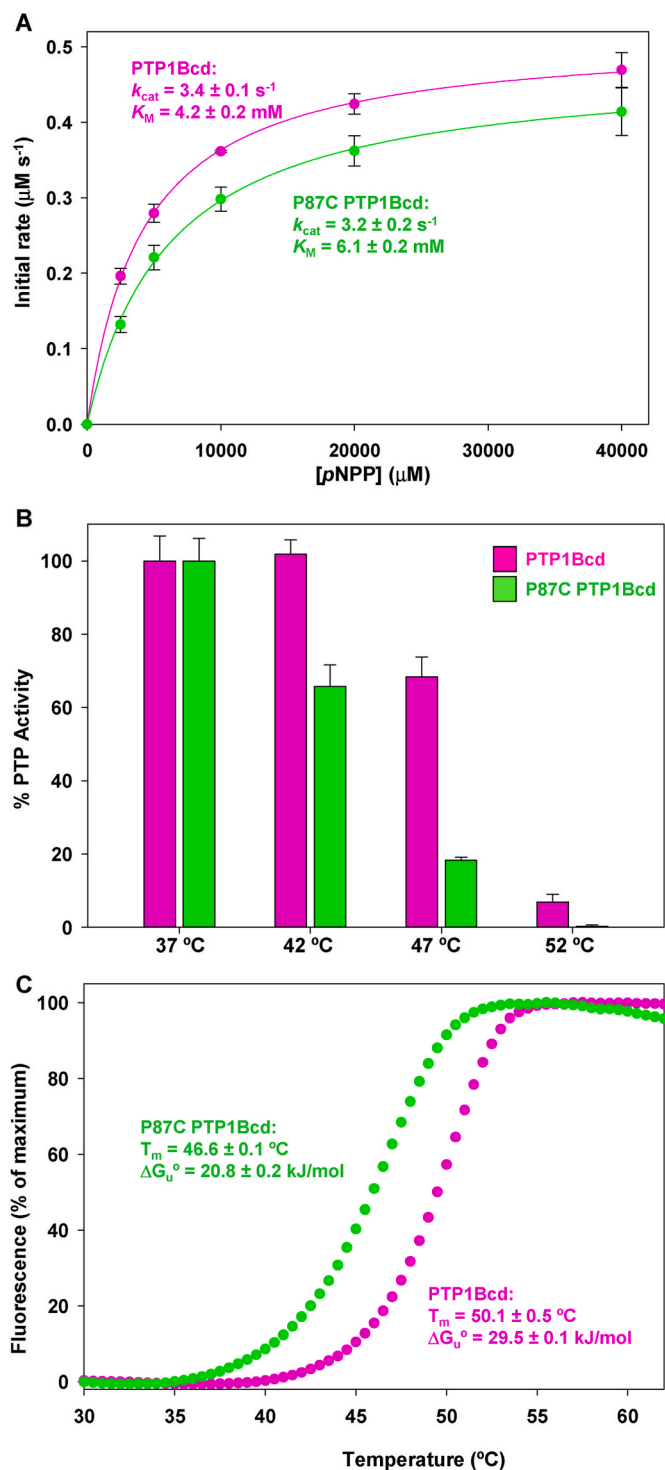 A
PTP1Bcd:
kcat = 3.4 ± 0.1 s-1
KM = 4.2 ± 0.2 mM
P87C PTP1Bcd:
kcat = 3.2 ± 0.2 s-1
KM = 6.1 ± 0.2 mM
Initial rate (μM s-1)
0.5
0.4
0.3
0.2
0.1
0.0
0 10000 20000 30000 40000
[pNPP] (μM)
B
PTP1Bcd
P87C PTP1Bcd
% PTP Activity
100
80
60
40
20
0
37 ºC 42 ºC 47 ºC 52 ºC
C
P87C PTP1Bcd:
Tm = 46.6 ± 0.1 ºC
ΔGuº = 20.8 ± 0.2 kJ/mol
PTP1Bcd:
Tm = 50.1 ± 0.5 ºC
ΔGuº = 29.5 ± 0.1 kJ/mol
Fluorescence (% of maximum)
100
80
60
40
20
0
30 35 40 45 50 55 60
Temperature (ºC)